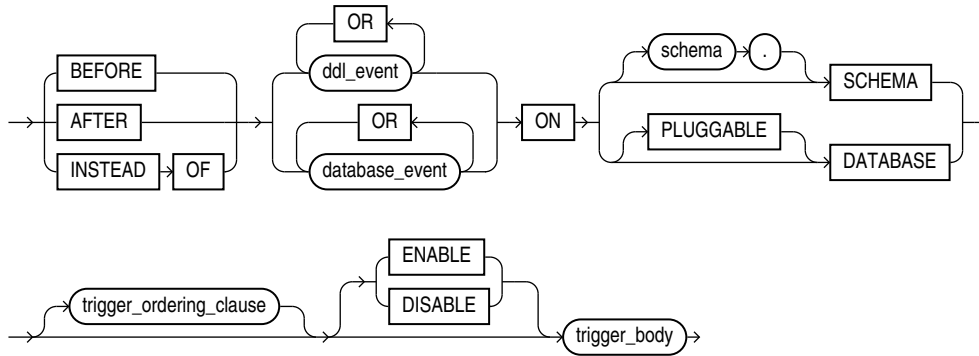 OR
BEFORE ddl_event schema . SCHEMA
AFTER OR ON PLUGGABLE
INSTEAD OF database_event DATABASE
ENABLE
trigger_ordering_clause DISABLE
trigger_body